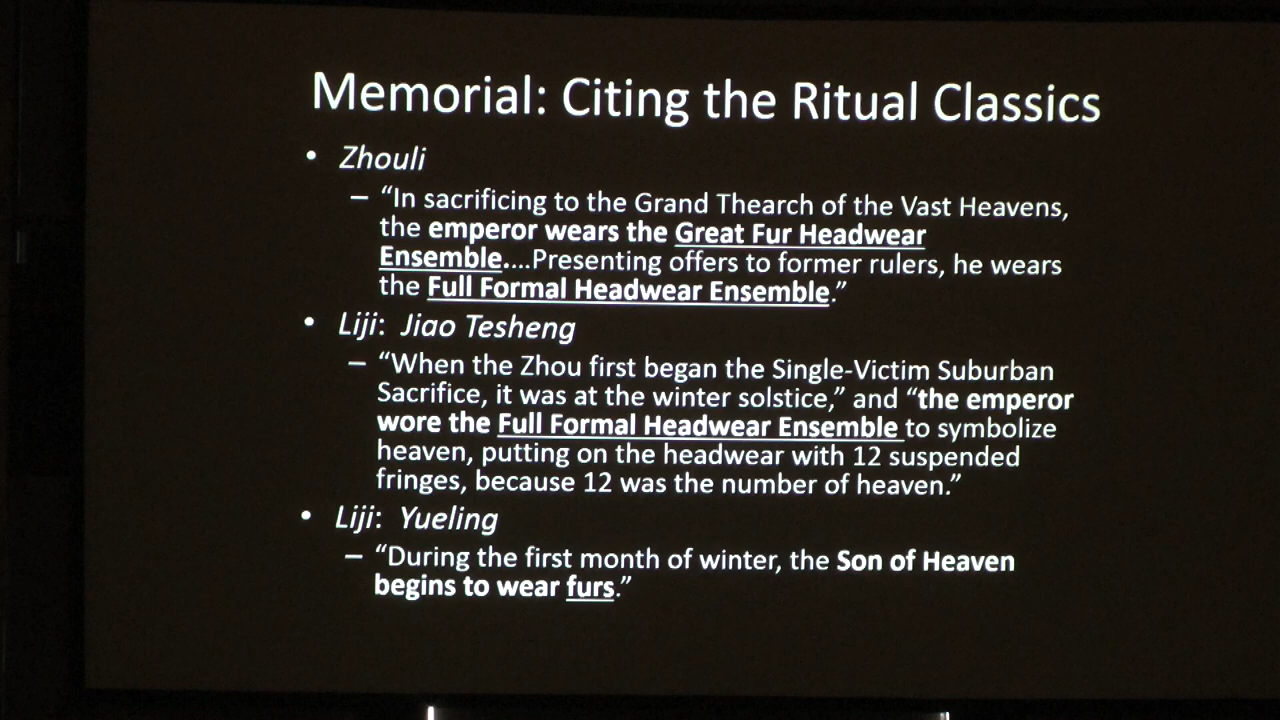 Memorial: Citing the Ritual Classics
• Zhouli
– “In sacrificing to the Grand Thearch of the Vast Heavens,
the emperor wears the Great Fur Headwear
Ensemble....Presenting offers to former rulers, he wears
the Full Formal Headwear Ensemble.”
• Liji: Jiao Tesheng
– “When the Zhou first began the Single-Victim Suburban
Sacrifice, it was at the winter solstice,” and “the emperor
wore the Full Formal Headwear Ensemble to symbolize
heaven, putting on the headwear with 12 suspended
fringes, because 12 was the number of heaven.”
• Liji: Yueling
– “During the first month of winter, the Son of Heaven
begins to wear furs.”